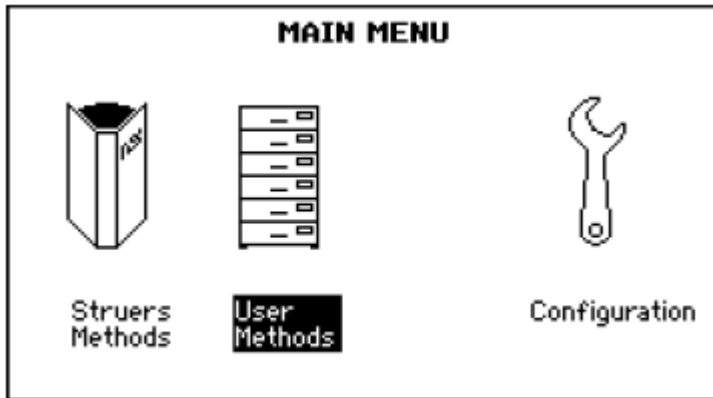 MAIN MENU
Struers
Methods
User
Methods
Configuration